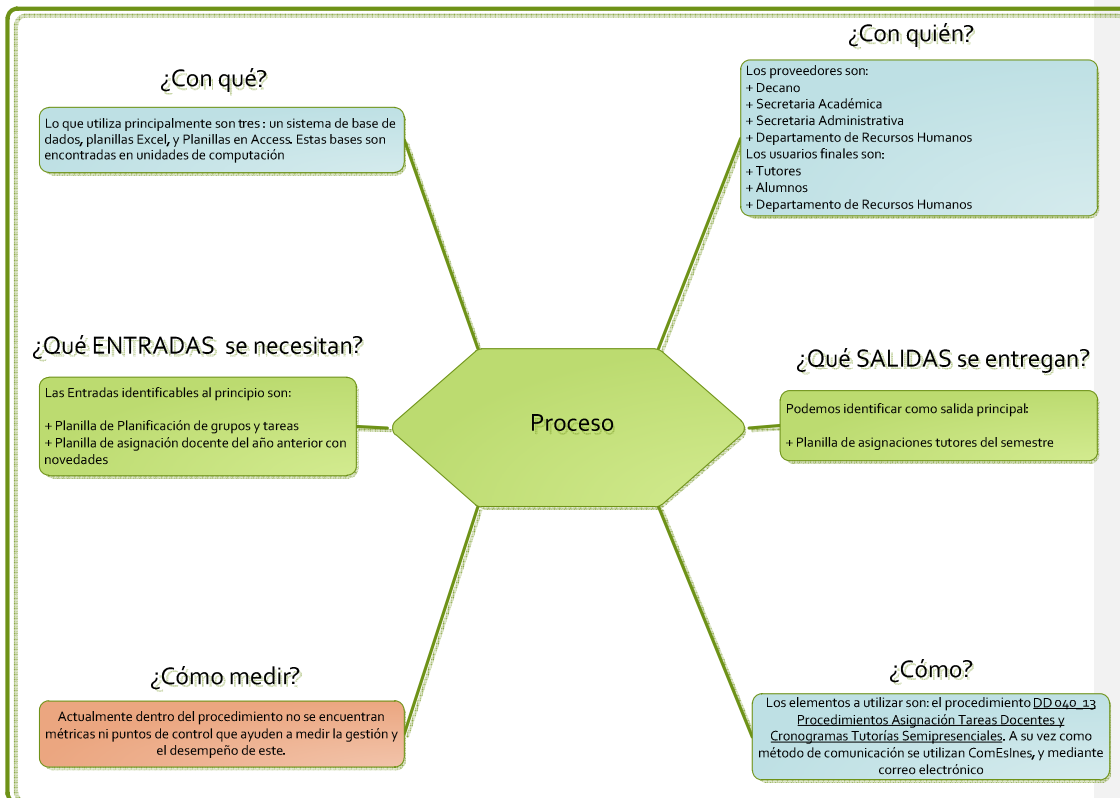 ¿Con qué?
Lo que utiliza principalmente son tres : un sistema de base de
dados, planillas Excel, y Planillas en Access. Estas bases son
encontradas en unidades de computación
¿Con quién?
Los proveedores son:
+ Decano
+ Secretaria Académica
+ Secretaria Administrativa
+ Departamento de Recursos Humanos
Los usuarios finales son:
+ Tutores
+ Alumnos
+ Departamento de Recursos Humanos
¿Qué ENTRADAS se necesitan?
Las Entradas identificables al principio son:
+ Planilla de Planificación de grupos y tareas
+ Planilla de asignación docente del año anterior con
novedades
Proceso
¿Qué SALIDAS se entregan?
Podemos identificar como salida principal:
+ Planilla de asignaciones tutores del semestre
¿Cómo medir?
Actualmente dentro del procedimiento no se encuentran
métricas ni puntos de control que ayuden a medir la gestión y
el desempeño de este.
¿Cómo?
Los elementos a utilizar son: el procedimiento DD 040_13
Procedimientos Asignación Tareas Docentes y
Cronogramas Tutorías Semipresenciales. A su vez como
método de comunicación se utilizan ComEsInes, y mediante
correo electrónico